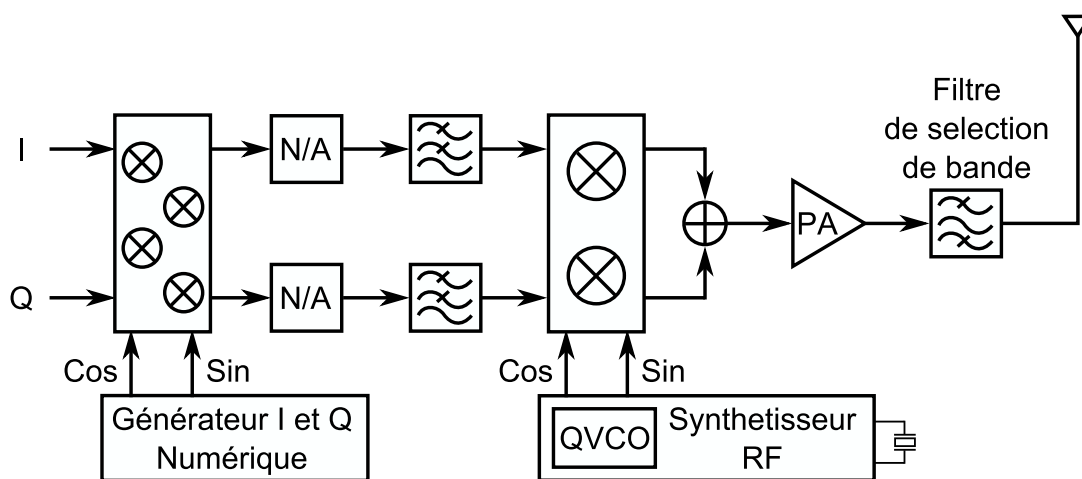 Filtre
de selection
de bande
I
N/A
PA
Q
N/A
Cos
Sin
Cos
Sin
Générateur I et Q
Numérique
QVCO
Synthetisseur
RF